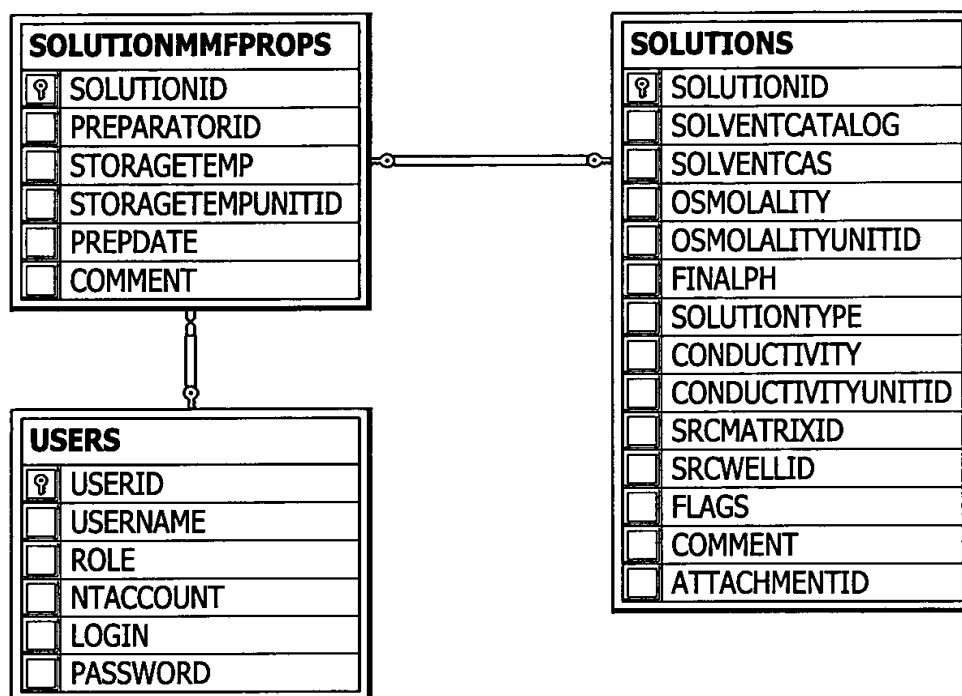 SOLUTIONMMFPROPS
SOLUTIONID
PREPARATORID
STORAGETEMP
STORAGETEMPUNITID
PREPDATE
COMMENT
USERS
USERID
USERNAME
ROLE
NTACCOUNT
LOGIN
PASSWORD
SOLUTIONS
SOLUTIONID
SOLVENTCATALOG
SOLVENTCAS
OSMOLALITY
OSMOLALITYUNITID
FINALPH
SOLUTIONTYPE
CONDUCTIVITY
CONDUCTIVITYUNITID
SRCMATRIXID
SRCWELLID
FLAGS
COMMENT
ATTACHMENTID